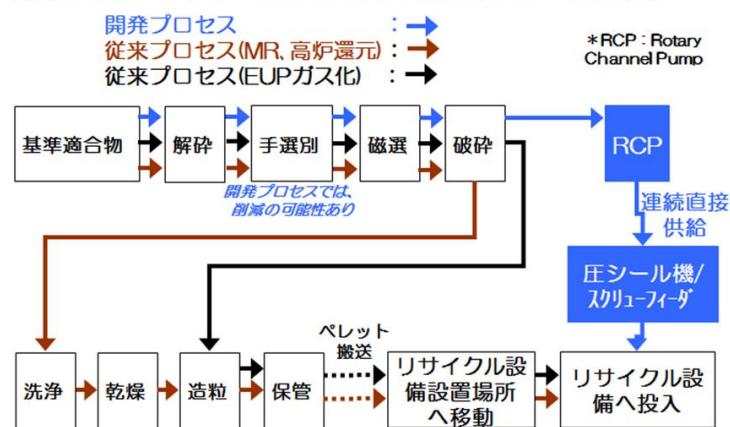 開発プロセス :
従来プロセス(MR、高炉還元) :
従来プロセス(EUPガス化) :
*RCP : Rotary
Channel Pump
基準適合物
解砕
手選別
磁選
破砕
RCP
開発プロセスでは、
削減の可能性あり
連続直接
供給
圧シール機/
スクリューフィーダ
ペレット
搬送
洗浄
乾燥
造粒
保管
リサイクル設
備設置場所
へ移動
リサイクル設
備へ投入